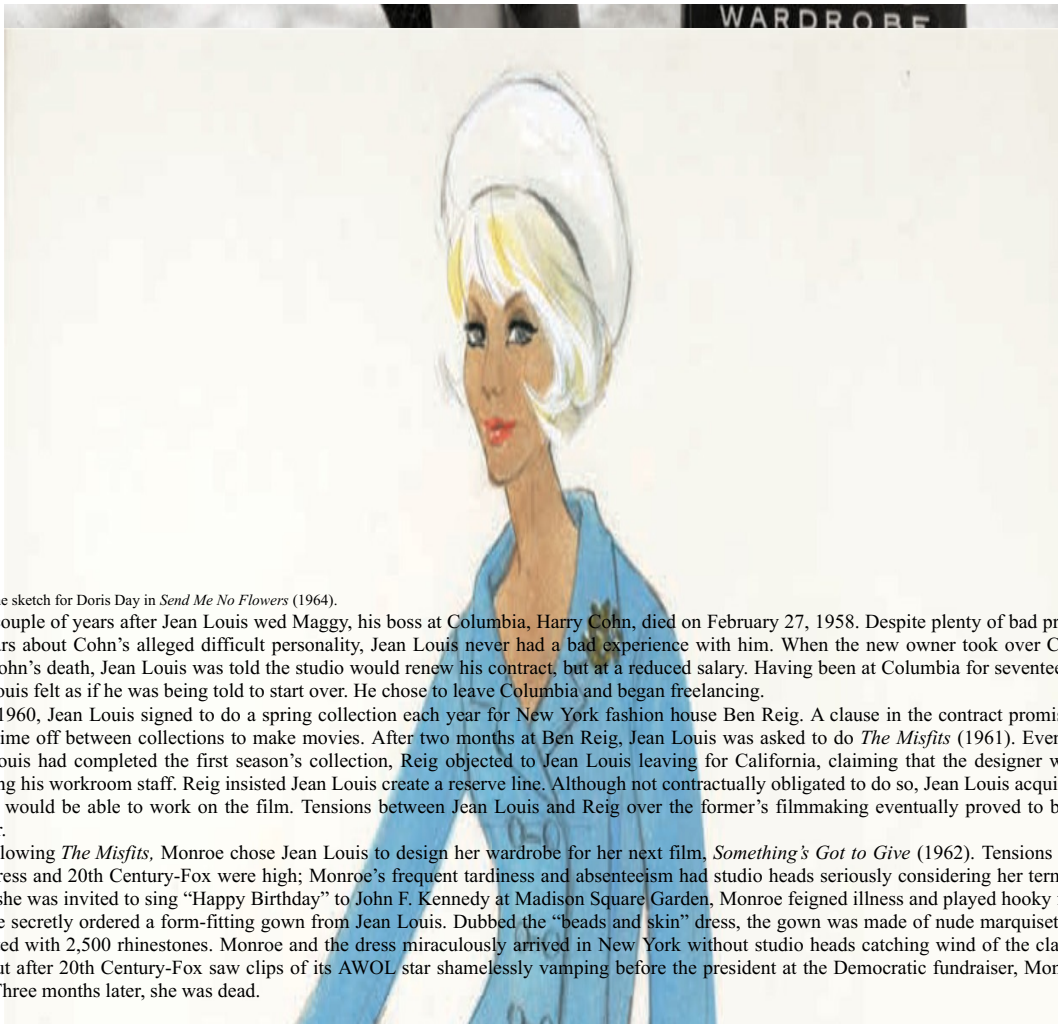 WARDROBE
e sketch for Doris Day in Send Me No Flowers (1964).
ouple of years after Jean Louis wed Maggy, his boss at Columbia, Harry Cohn, died on February 27, 1958. Despite plenty of bad pr
rs about Cohn’s alleged difficult personality, Jean Louis never had a bad experience with him. When the new owner took over C
ohn’s death, Jean Louis was told the studio would renew his contract, but at a reduced salary. Having been at Columbia for sevente
ouis felt as if he was being told to start over. He chose to leave Columbia and began freelancing.
1960, Jean Louis signed to do a spring collection each year for New York fashion house Ben Reig. A clause in the contract promis
ime off between collections to make movies. After two months at Ben Reig, Jean Louis was asked to do The Misfits (1961). Even
ouis had completed the first season’s collection, Reig objected to Jean Louis leaving for California, claiming that the designer w
ng his workroom staff. Reig insisted Jean Louis create a reserve line. Although not contractually obligated to do so, Jean Louis acqui
would be able to work on the film. Tensions between Jean Louis and Reig over the former’s filmmaking eventually proved to b
r.
lowing The Misfits, Monroe chose Jean Louis to design her wardrobe for her next film, Something’s Got to Give (1962). Tensions
ress and 20th Century-Fox were high; Monroe’s frequent tardiness and absenteeism had studio heads seriously considering her tern
she was invited to sing “Happy Birthday” to John F. Kennedy at Madison Square Garden, Monroe feigned illness and played hooky
e secretly ordered a form-fitting gown from Jean Louis. Dubbed the “beads and skin” dress, the gown was made of nude marquiset
ed with 2,500 rhinestones. Monroe and the dress miraculously arrived in New York without studio heads catching wind of the cla
ut after 20th Century-Fox saw clips of its AWOL star shamelessly vamping before the president at the Democratic fundraiser, Mon
Three months later, she was dead.